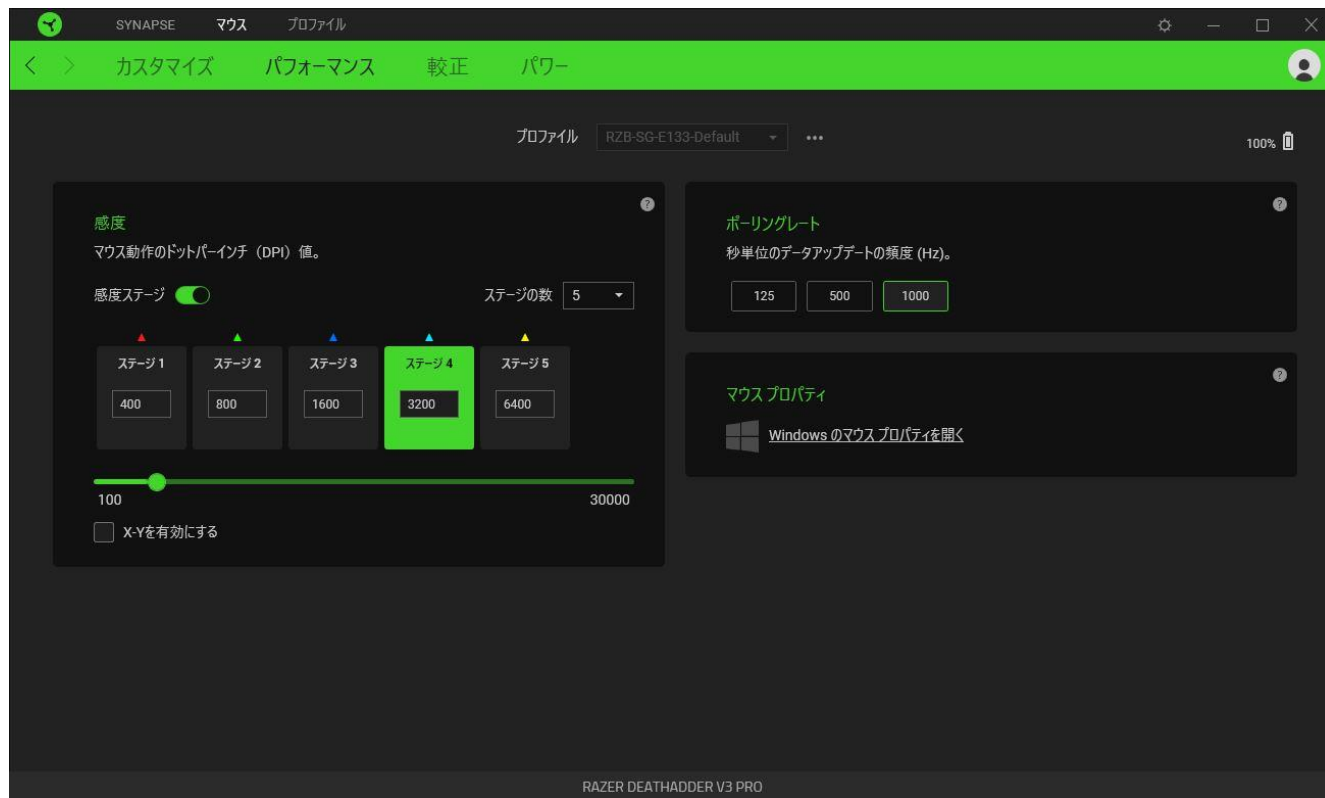 SYNAPSE マウス プロファイル
カスタマイズ パフォーマンス 較正 パワー
プロファイル RZB-SG-E133-Default
100%
感度
マウス動作のドットパーインチ（DPI）値。
感度ステージ ステージの数 5
ステージ 1 ステージ 2 ステージ 3 ステージ 4 ステージ 5
400 800 1600 3200 6400
100 30000
X-Yを有効にする
ポーリングレート
秒単位のデータアップデートの頻度 (Hz)。
125 500 1000
マウス プロパティ
Windows のマウス プロパティを開く
RAZER DEATHADDER V3 PRO